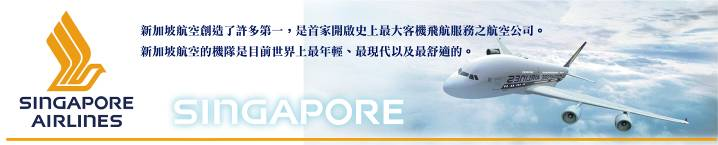 新加坡航空創造了許多第一，是首家開啟史上最大客機飛航服務之航空公司。
新加坡航空的機隊是目前世界上最年輕、最現代以及最舒適的。
SINGAPORE
AIRLINES
SINGAPORE